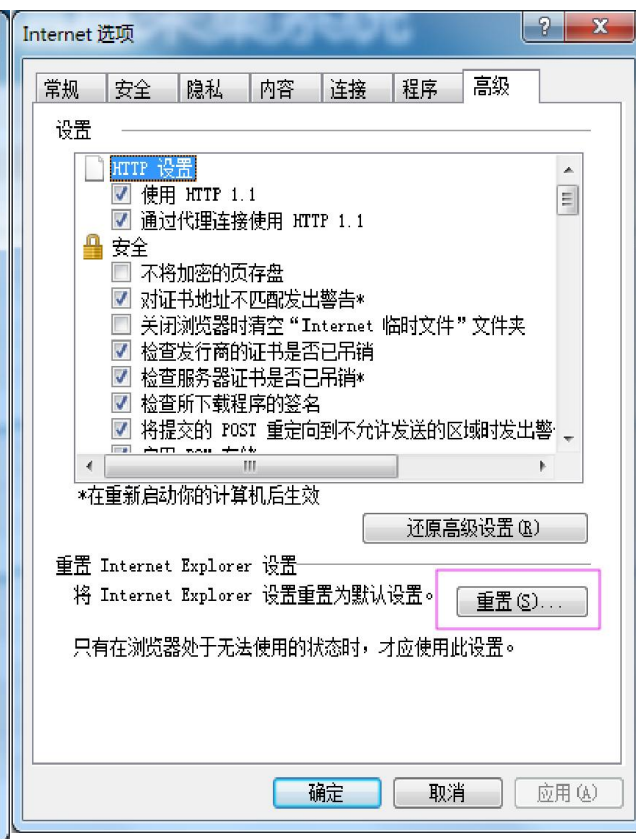 Internet 选项
常规 安全 隐私 内容 连接 程序 高级
设置
HTTP 设置
使用 HTTP 1.1
通过代理连接使用 HTTP 1.1
安全
不将加密的页存盘
对证书地址不匹配发出警告*
关闭浏览器时清空“Internet 临时文件”文件夹
检查发行商的证书是否已吊销
检查服务器证书是否已吊销*
检查所下载程序的签名
将提交的 POST 重定向到不允许发送的区域时发出警
*在重新启动你的计算机后生效
还原高级设置(R)
重置 Internet Explorer 设置
将 Internet Explorer 设置重置为默认设置。 重置(S)...
只有在浏览器处于无法使用的状态时，才应使用此设置。
确定 取消 应用(A)